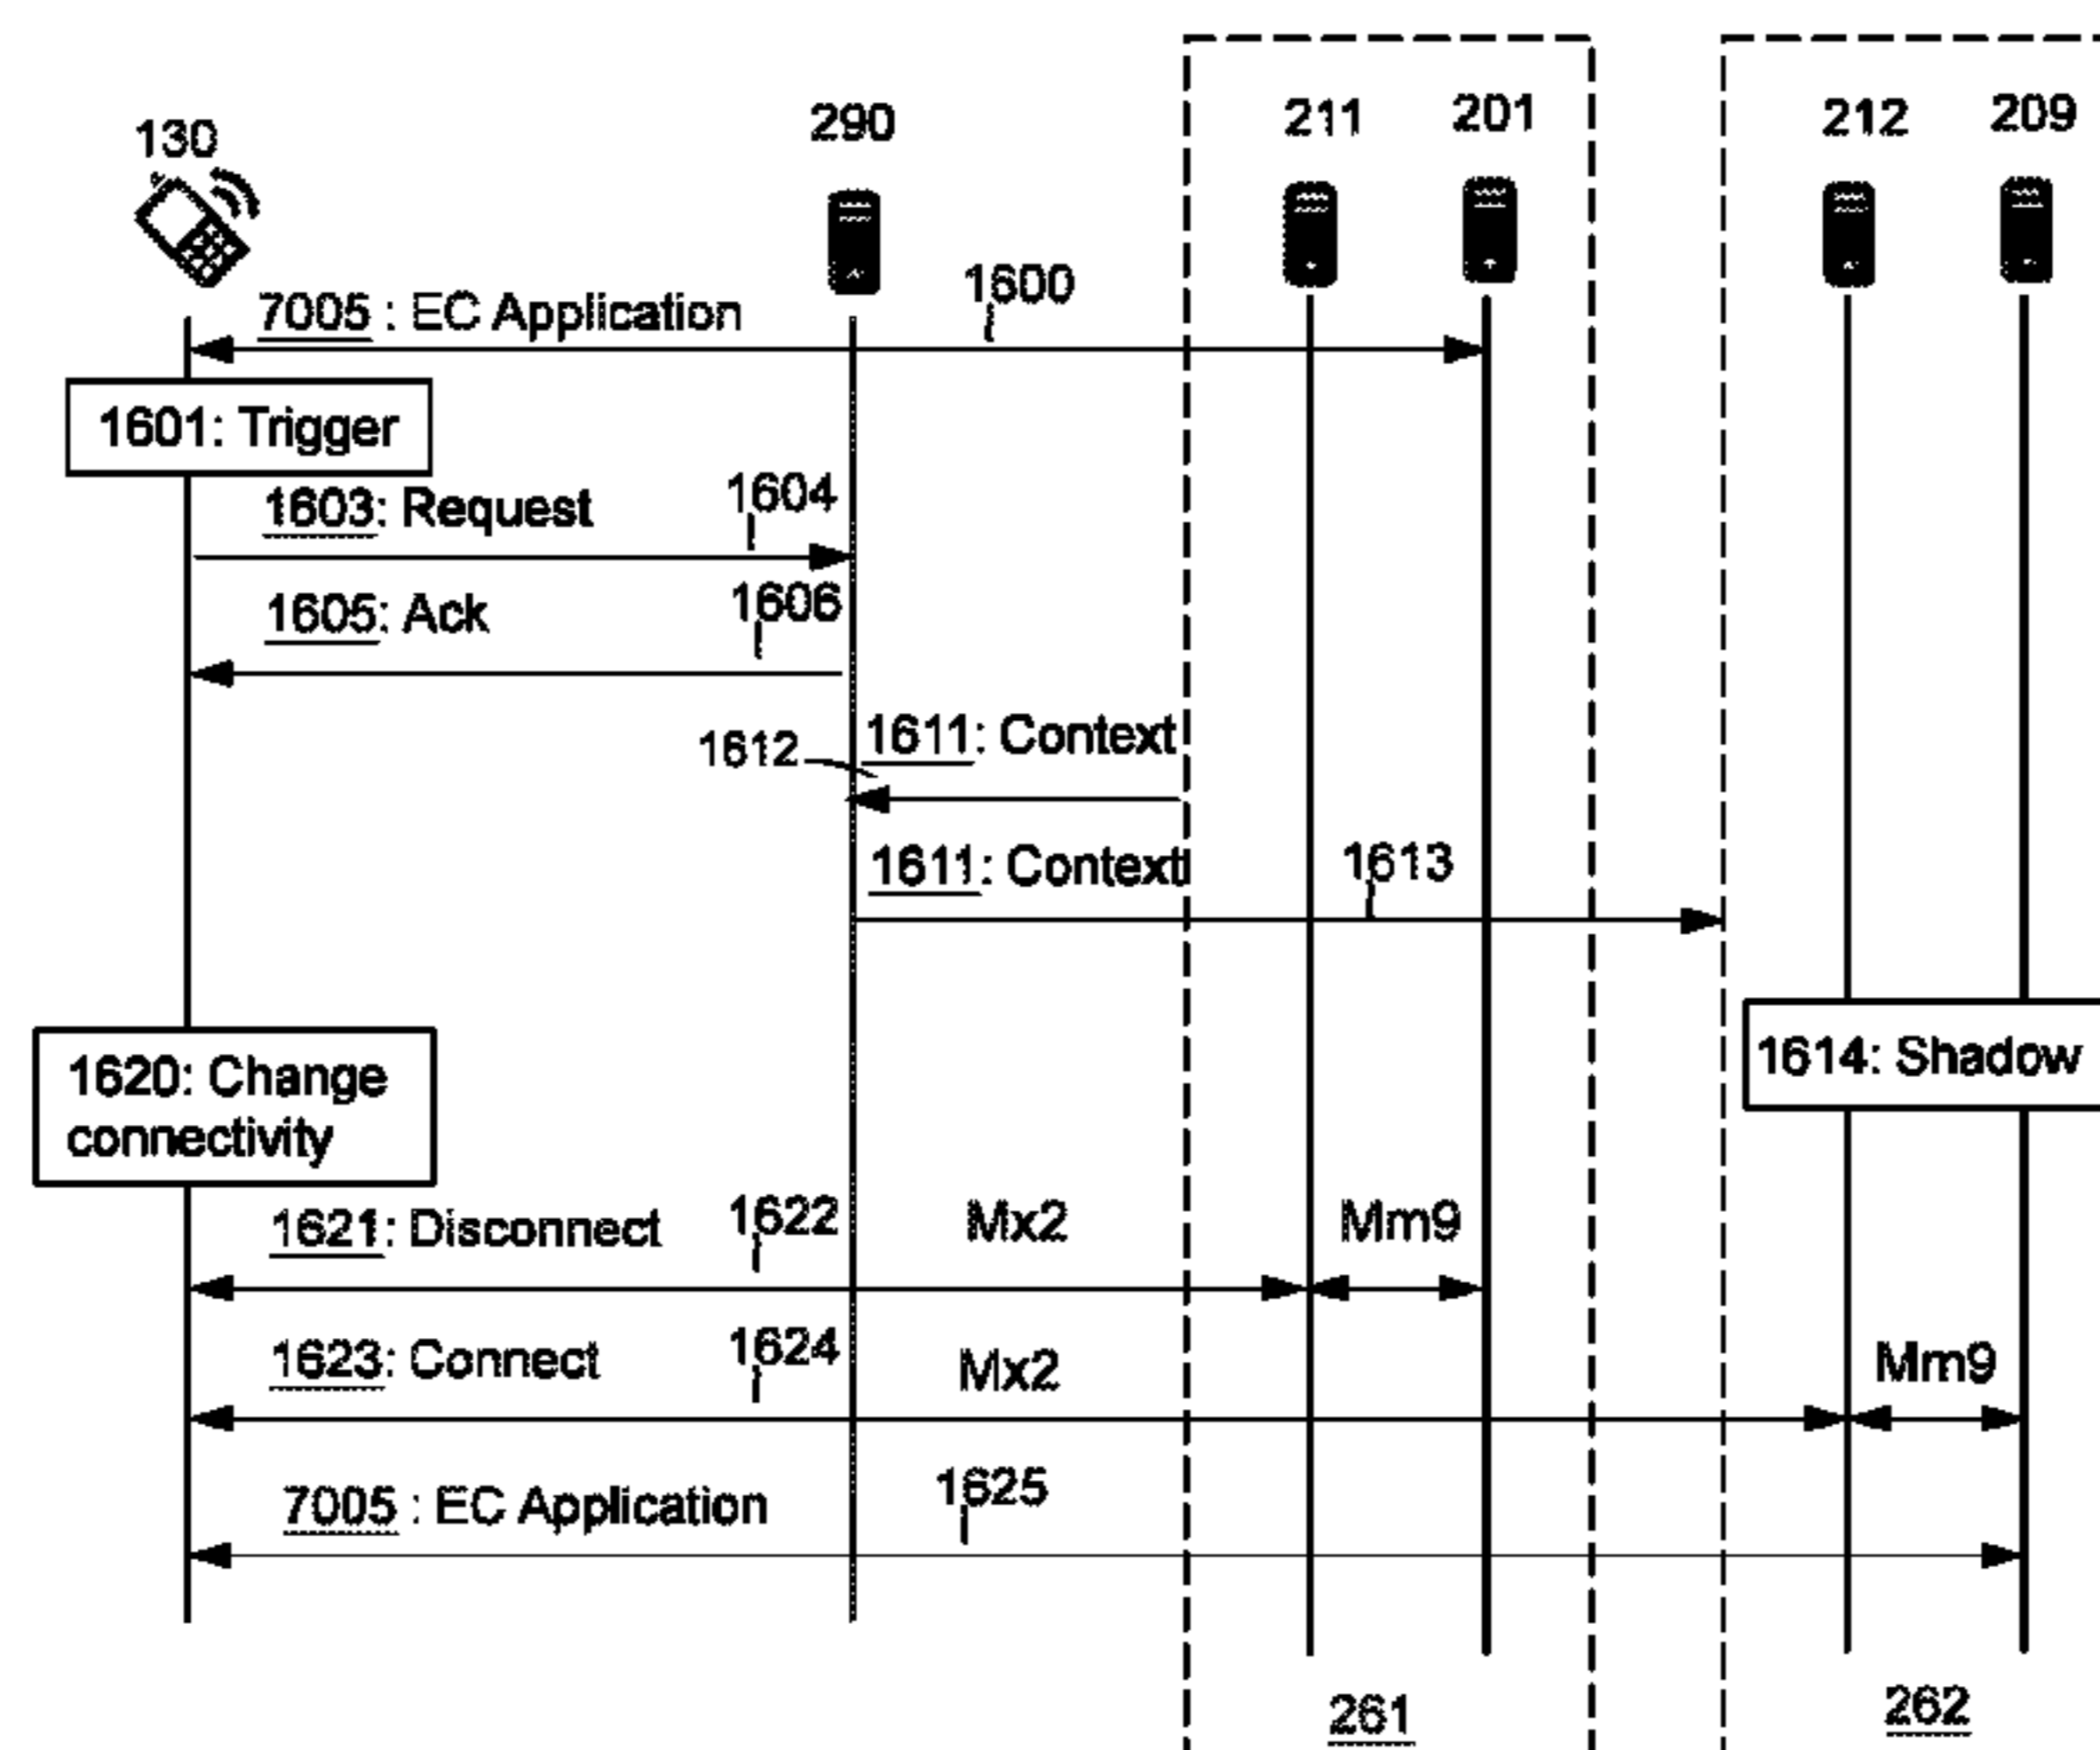 130
290
211
201
212
209
7005 : EC Application
1600
1601: Trigger
1603: Request
1604
1605: Ack
1606
1612
1611: Context
1611: Context
1613
1614: Shadow
1620: Change
connectivity
1621: Disconnect
1622
Mx2
Mm9
1623: Connect
1624
Mx2
Mm9
7005 : EC Application
1625
261
262